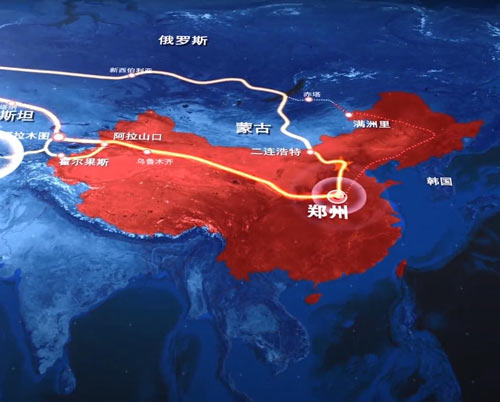 俄罗斯
新西伯利亚
赤塔
满洲里
蒙古
斯坦
阿拉木图
阿拉山口
二连浩特
霍尔果斯
乌鲁木齐
韩国
郑州